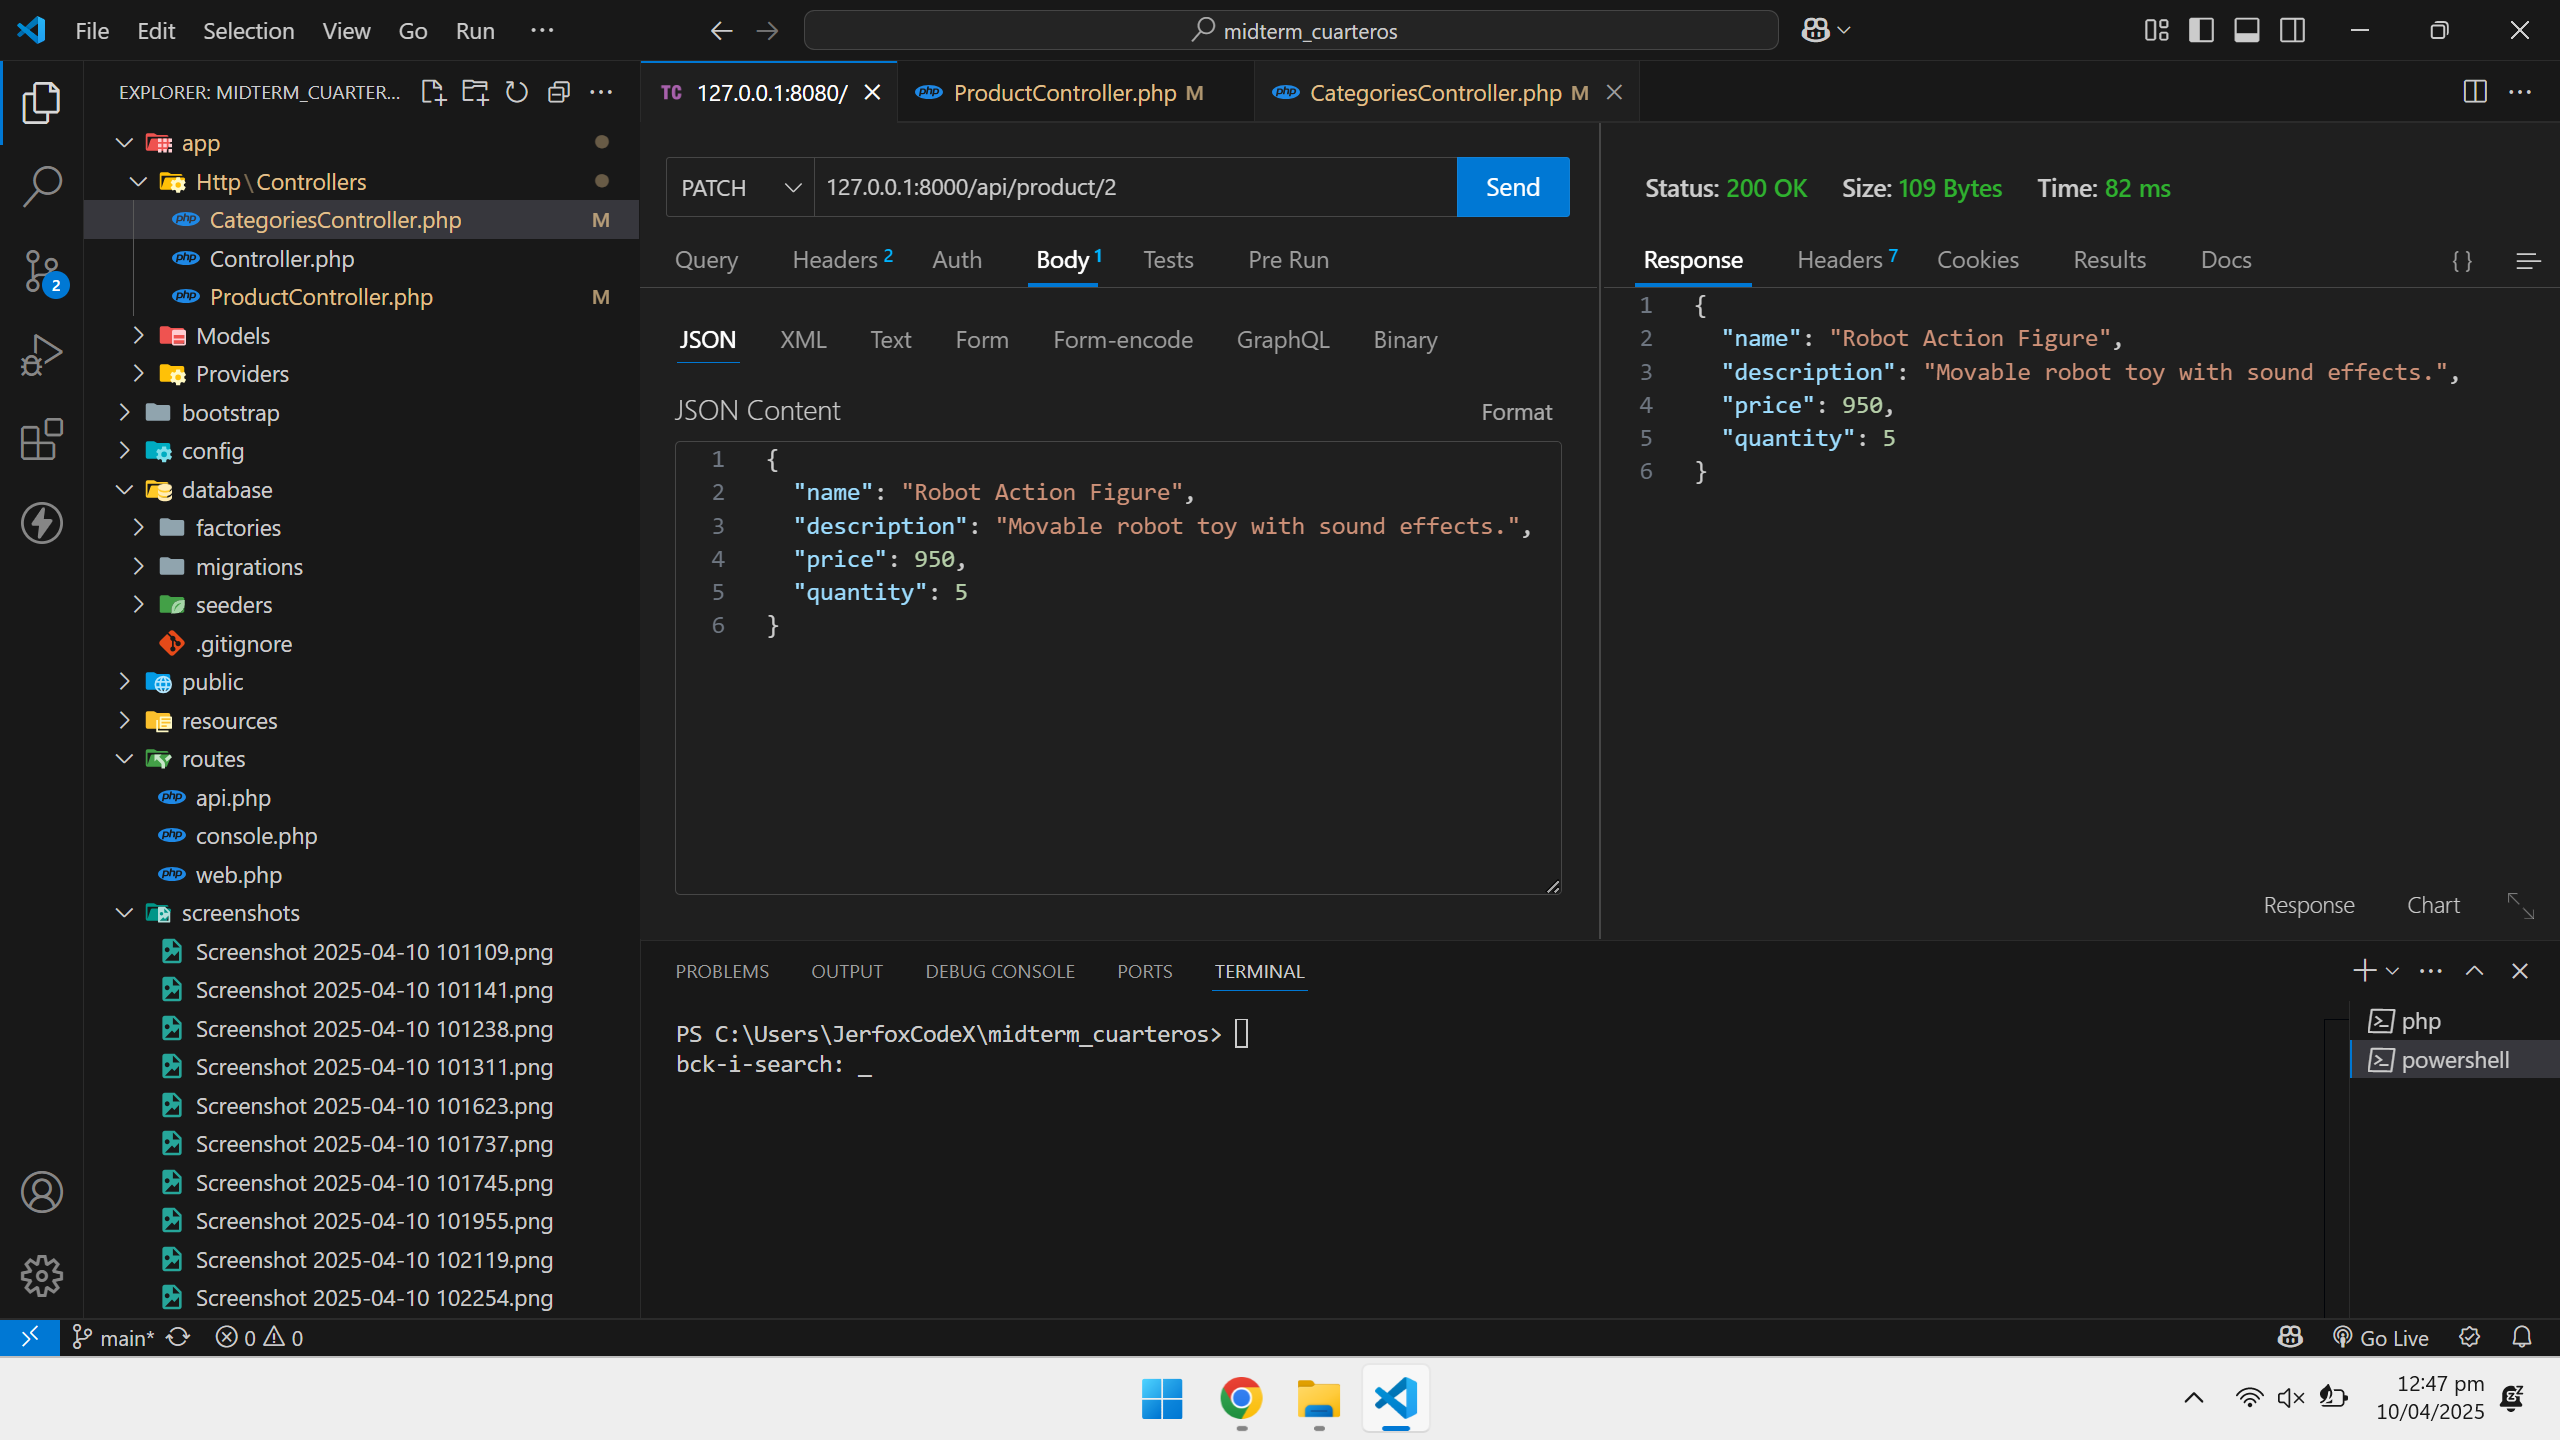 File Edit Selection View Go Run ···
midterm_cuarteros
EXPLORER: MIDTERM_CUARTER...
app
Http\Controllers
CategoriesController.php M
Controller.php
ProductController.php M
Models
Providers
bootstrap
config
database
factories
migrations
seeders
.gitignore
public
resources
routes
api.php
console.php
web.php
screenshots
Screenshot 2025-04-10 101109.png
Screenshot 2025-04-10 101141.png
Screenshot 2025-04-10 101238.png
Screenshot 2025-04-10 101311.png
Screenshot 2025-04-10 101623.png
Screenshot 2025-04-10 101737.png
Screenshot 2025-04-10 101745.png
Screenshot 2025-04-10 101955.png
Screenshot 2025-04-10 102119.png
Screenshot 2025-04-10 102254.png
2
TC 127.0.0.1:8080/
php ProductController.php M
php CategoriesController.php M
PATCH 127.0.0.1:8000/api/product/2 Send
Query Headers 2 Auth Body 1 Tests Pre Run
JSON XML Text Form Form-encode GraphQL Binary
JSON Content Format
1 {
2 "name": "Robot Action Figure",
3 "description": "Movable robot toy with sound effects.",
4 "price": 950,
5 "quantity": 5
6 }
Status: 200 OK Size: 109 Bytes Time: 82 ms
Response Headers 7 Cookies Results Docs { }
1 {
2 "name": "Robot Action Figure",
3 "description": "Movable robot toy with sound effects.",
4 "price": 950,
5 "quantity": 5
6 }
Response Chart
PROBLEMS OUTPUT DEBUG CONSOLE PORTS TERMINAL
PS C:\Users\JerfoxCodeX\midterm_cuarteros>
bck-i-search: _
php
powershell
main* 0 0
Go Live
12:47 pm
10/04/2025